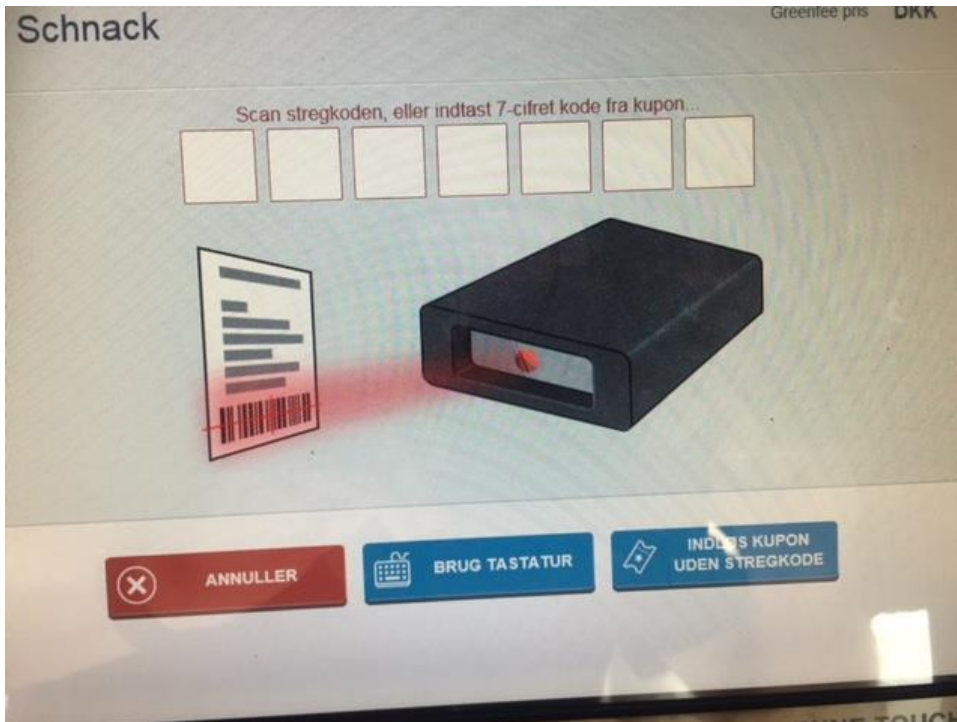 Schnack
Greenfee pris DKK
Scan stregkoden, eller indtast 7-cifret kode fra kupon...
ANNULLER
BRUG TASTATUR
INDLØS KUPON
UDEN STREGKODE
TOUCH